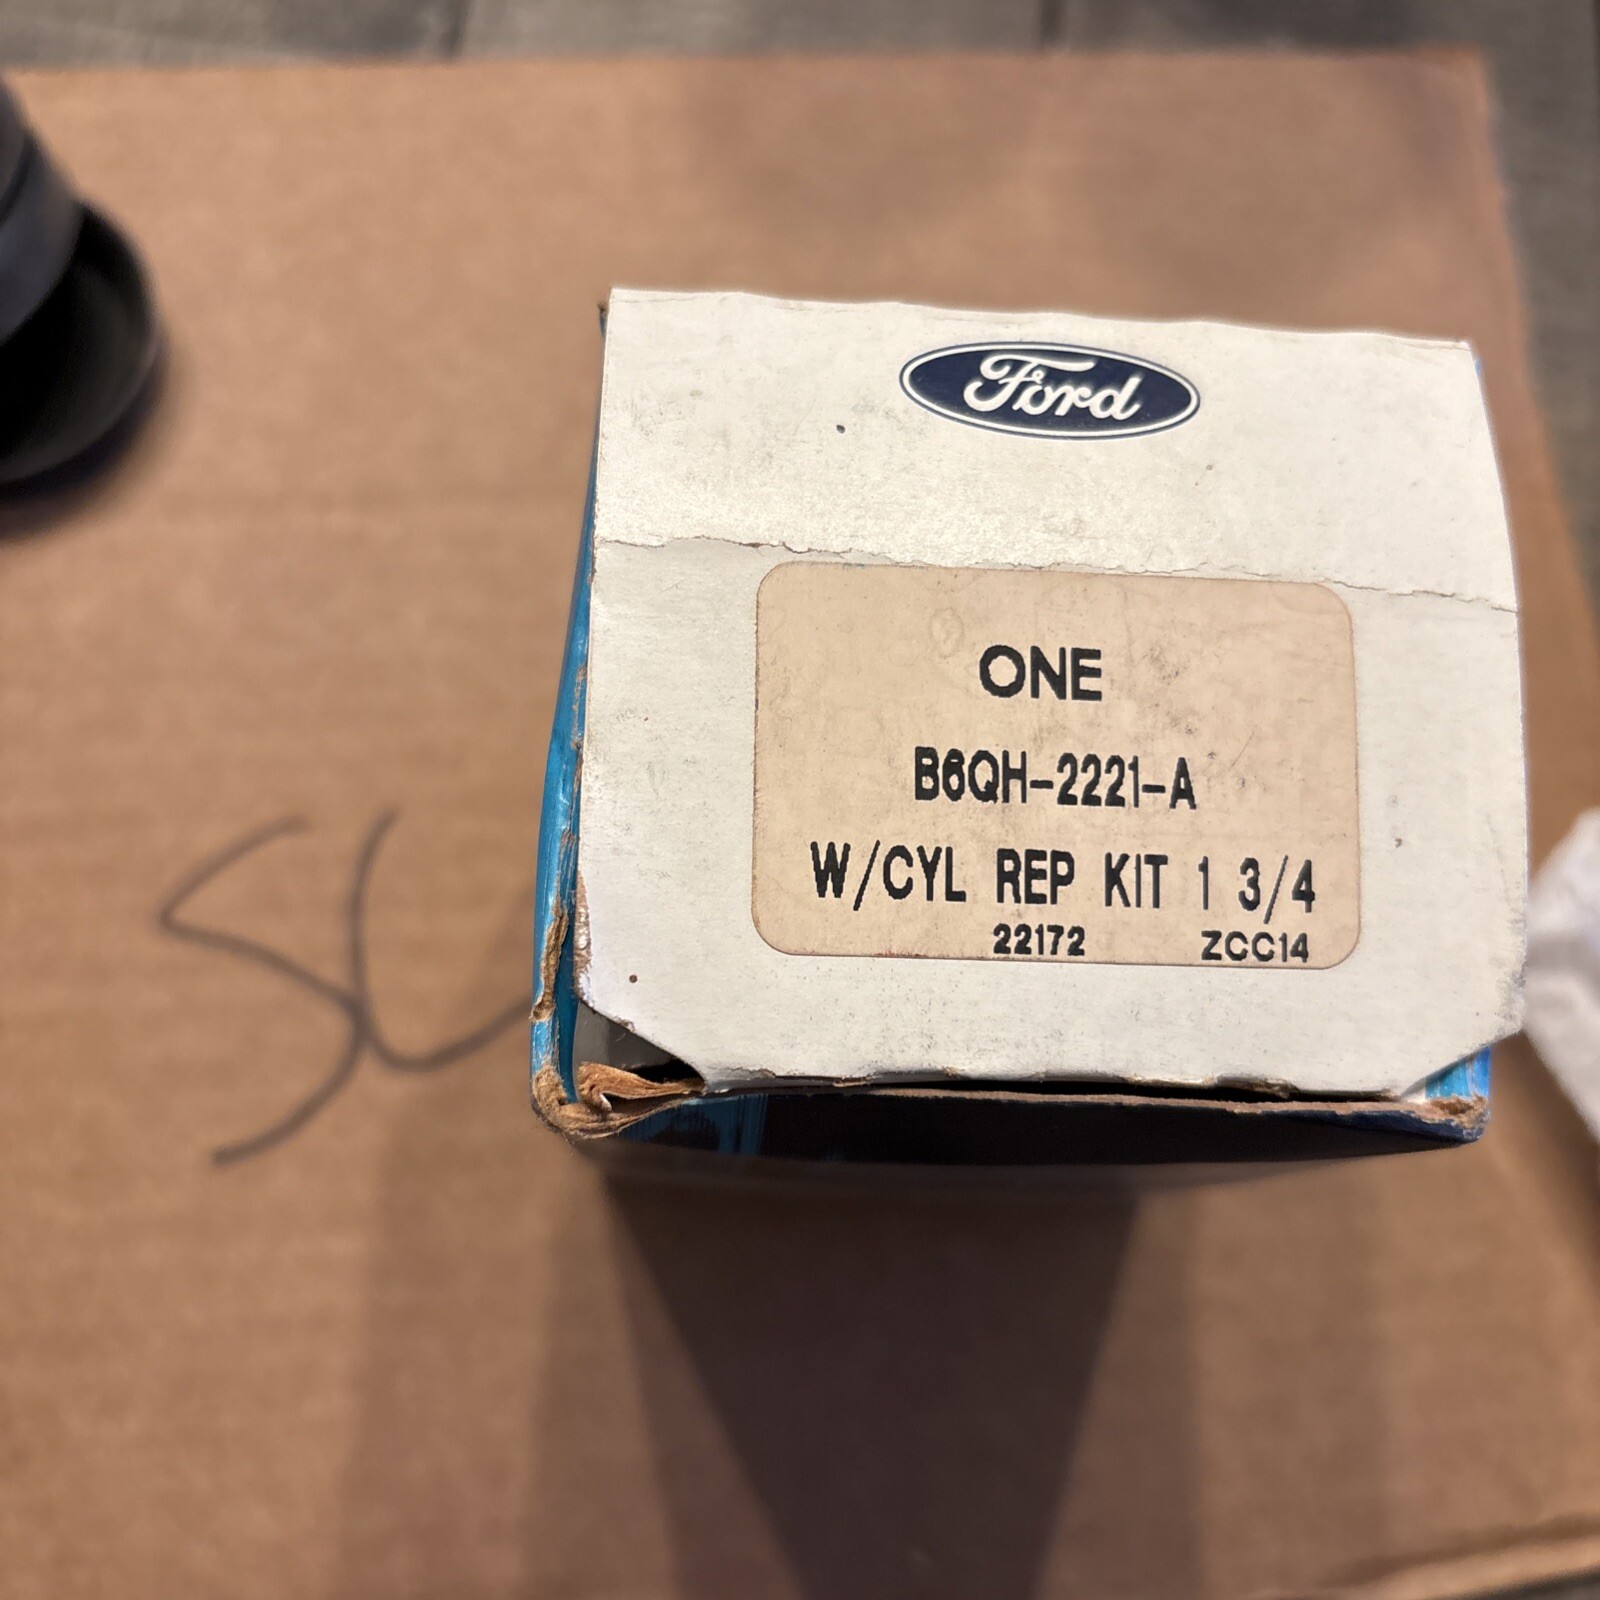 Ford
ONE
B6QH-2221-A
W/CYL REP KIT 1 3/4
22172 ZCC14